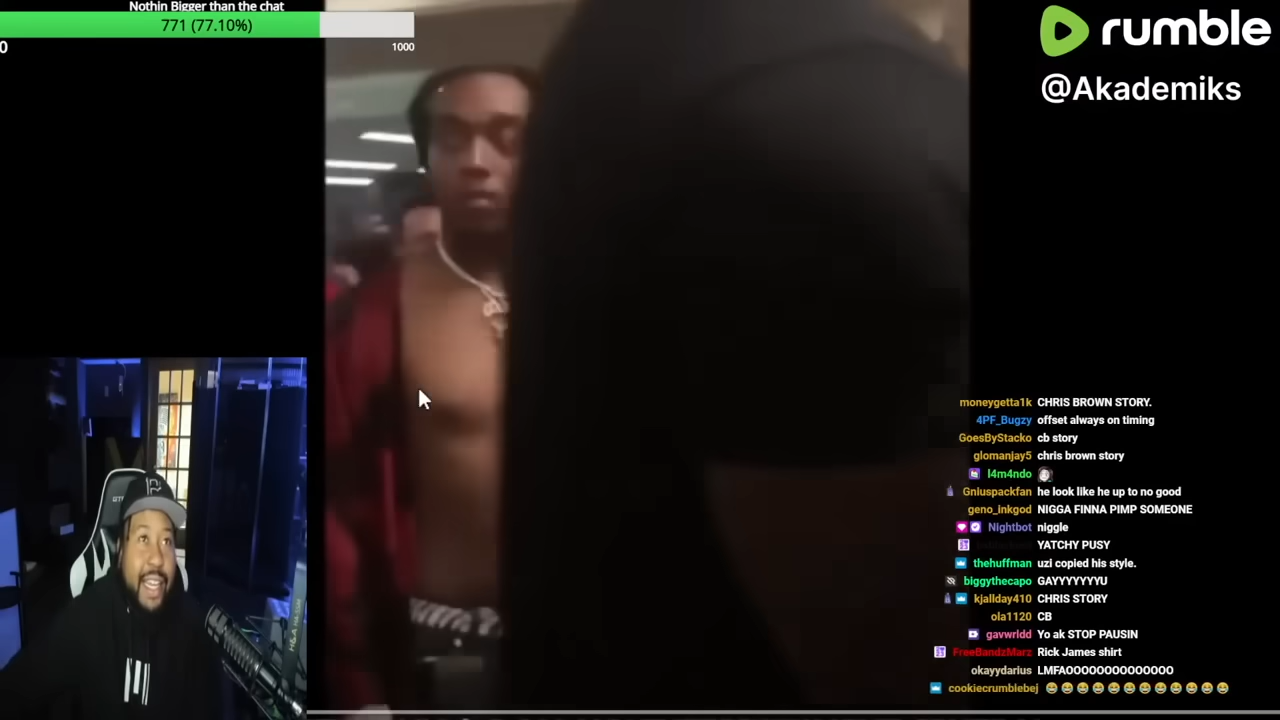 Nothin Bigger than the chat
771 (77.10%)
0
1000
rumble
@Akademiks
moneygetta1k CHRIS BROWN STORY.
4PF_Bugzy offset always on timing
GoesByStacko cb story
glomanjay5 chris brown story
l4m4ndo
Gniuspackfan he look like he up to no good
geno_inkgod NIGGA FINNA PIMP SOMEONE
Nightbot niggle
YATCHY PUSY
thehuffman uzi copied his style.
biggythecapo GAYYYYYYU
kjallday410 CHRIS STORY
ola1120 CB
gavwrldd Yo ak STOP PAUSIN
FreeBandzMarz Rick James shirt
okayydarius LMFAOOOOOOOOOOOOOO
cookiecrumblebej 😂😂😂😂😂😂😂😂😂😂😂😂